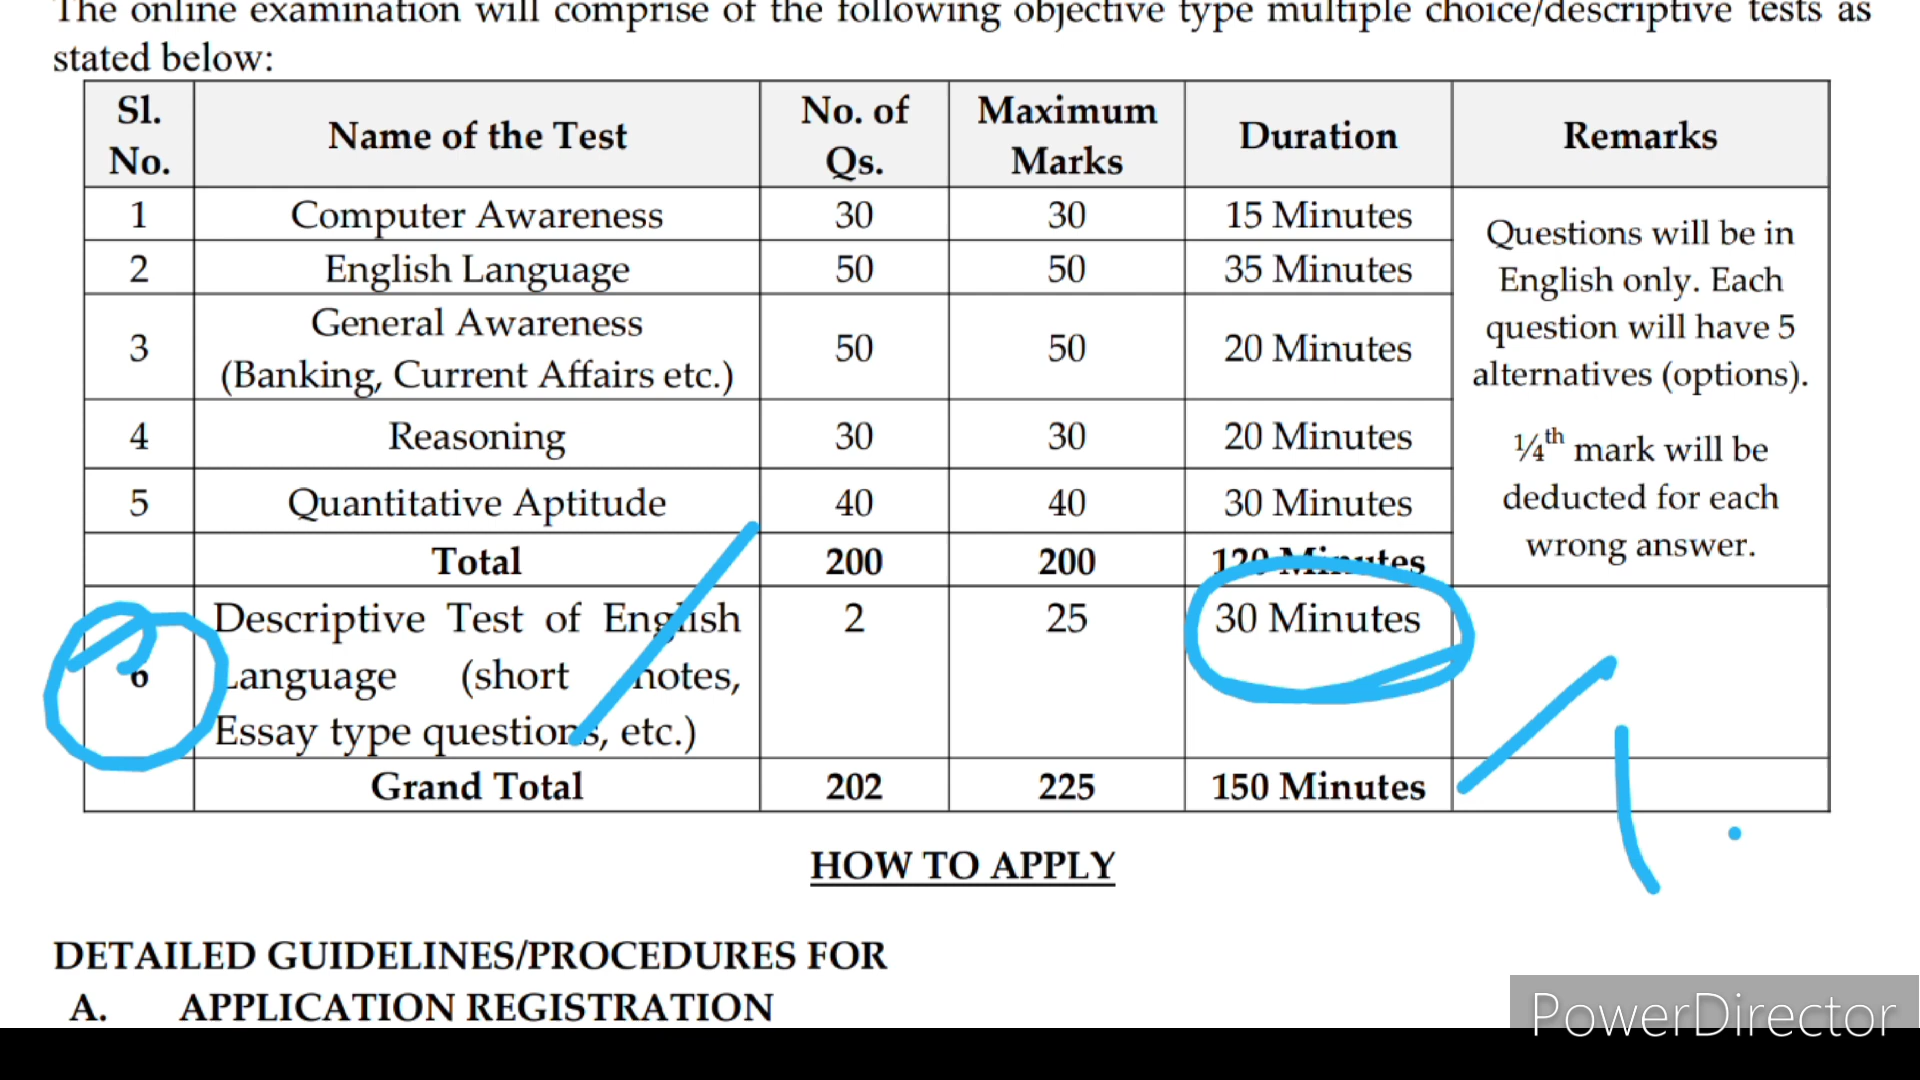 The online examination will comprise of the following objective type multiple choice/descriptive tests as
stated below:
Sl. No. Name of the Test No. of Qs. Maximum Marks Duration Remarks
1 Computer Awareness 30 30 15 Minutes
2 English Language 50 50 35 Minutes
3 General Awareness (Banking, Current Affairs etc.) 50 50 20 Minutes
4 Reasoning 30 30 20 Minutes
5 Quantitative Aptitude 40 40 30 Minutes
Total 200 200 120 Minutes
Questions will be in
English only. Each
question will have 5
alternatives (options).
¼th mark will be
deducted for each
wrong answer.
6 Descriptive Test of English Language (short notes, Essay type questions, etc.) 2 25 30 Minutes
Grand Total 202 225 150 Minutes
HOW TO APPLY
DETAILED GUIDELINES/PROCEDURES FOR
A. APPLICATION REGISTRATION
PowerDirector